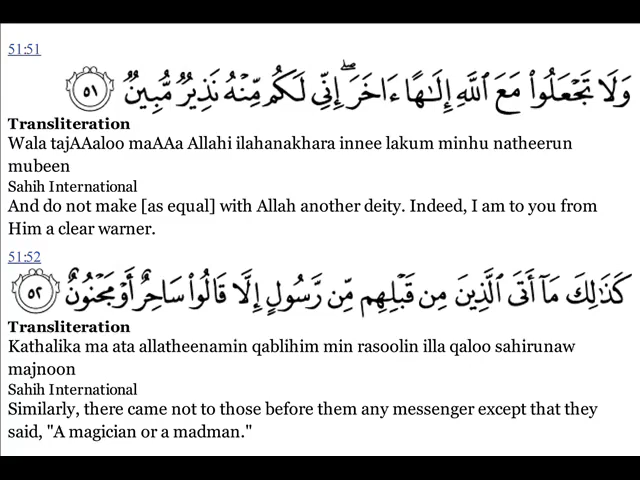 51:51
وَلَا تَجْعَلُوا۟ مَعَ ٱللَّهِ إِلَـٰهًا ءَاخَرَ ۖ إِنِّى لَكُم مِّنْهُ نَذِيرٌ مُّبِينٌ ٥١
Transliteration
Wala tajAAaloo maAAa Allahi ilahanakhara innee lakum minhu natheerun
mubeen
Sahih International
And do not make [as equal] with Allah another deity. Indeed, I am to you from
Him a clear warner.
51:52
كَذَٰلِكَ مَآ أَتَى ٱلَّذِينَ مِن قَبْلِهِم مِّن رَّسُولٍ إِلَّا قَالُوا۟ سَاحِرٌ أَوْ مَجْنُونٌ ٥٢
Transliteration
Kathalika ma ata allatheenamin qablihim min rasoolin illa qaloo sahirunaw
majnoon
Sahih International
Similarly, there came not to those before them any messenger except that they
said, "A magician or a madman."